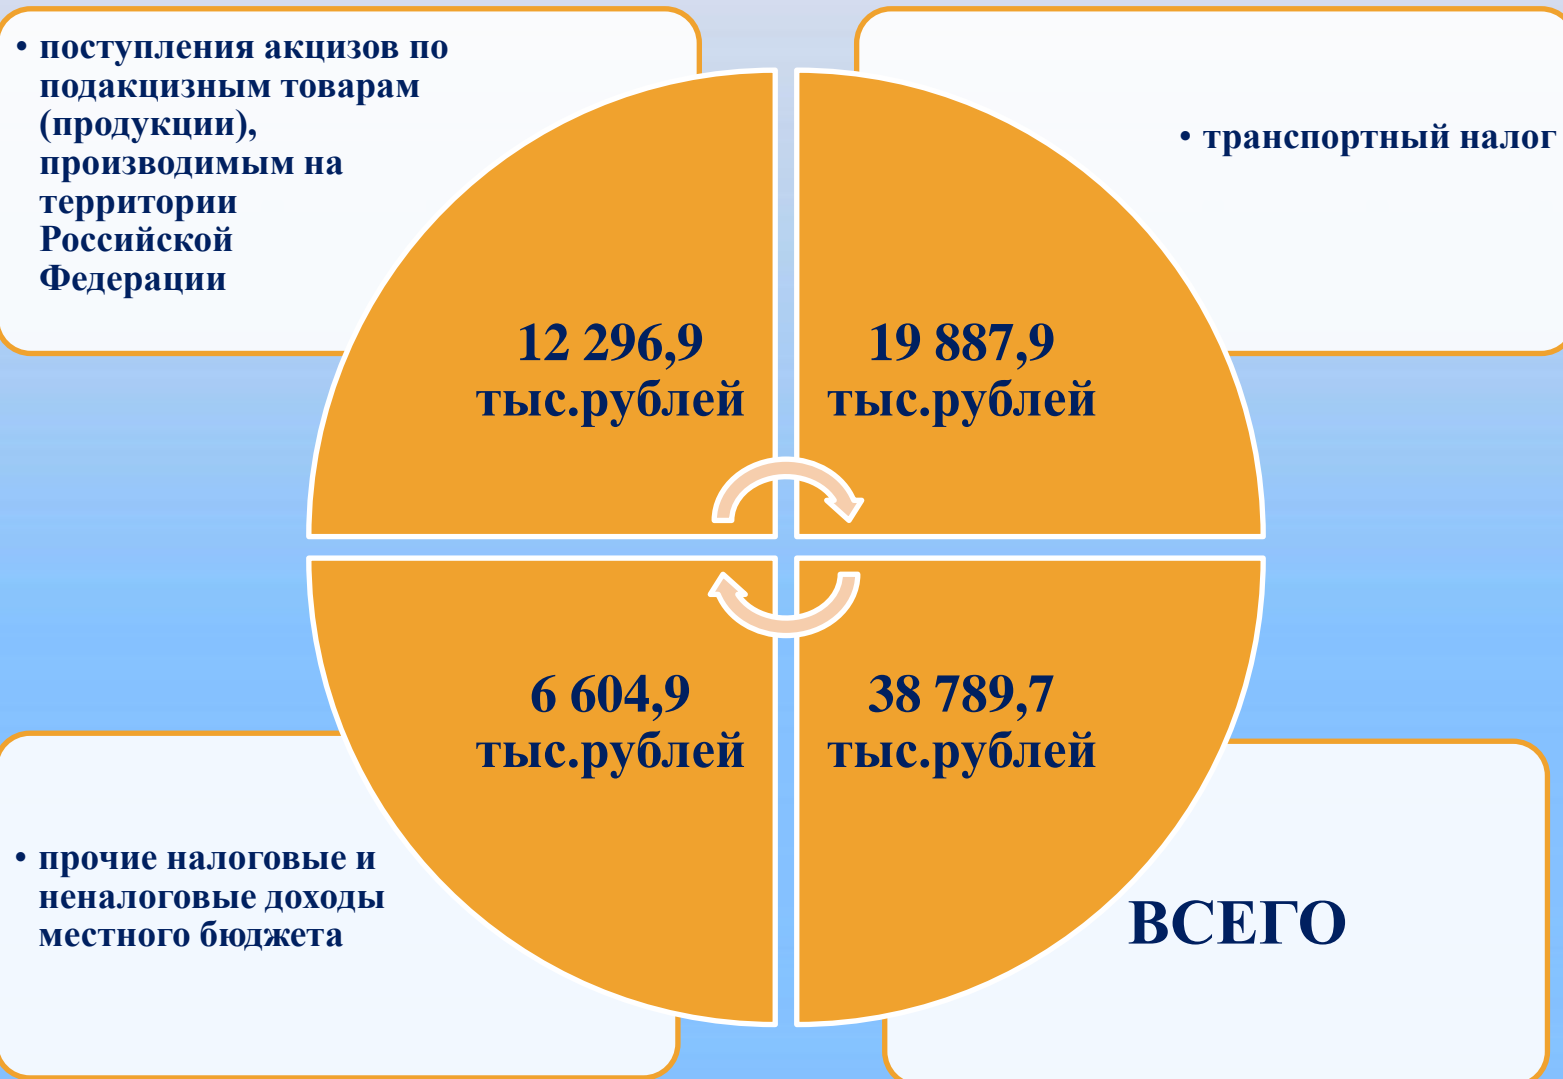 • поступления акцизов по
подакцизным товарам
(продукции),
производимым на
территории
Российской
Федерации
• транспортный налог
12 296,9
тыс.рублей
19 887,9
тыс.рублей
6 604,9
тыс.рублей
38 789,7
тыс.рублей
• прочие налоговые и
неналоговые доходы
местного бюджета
ВСЕГО